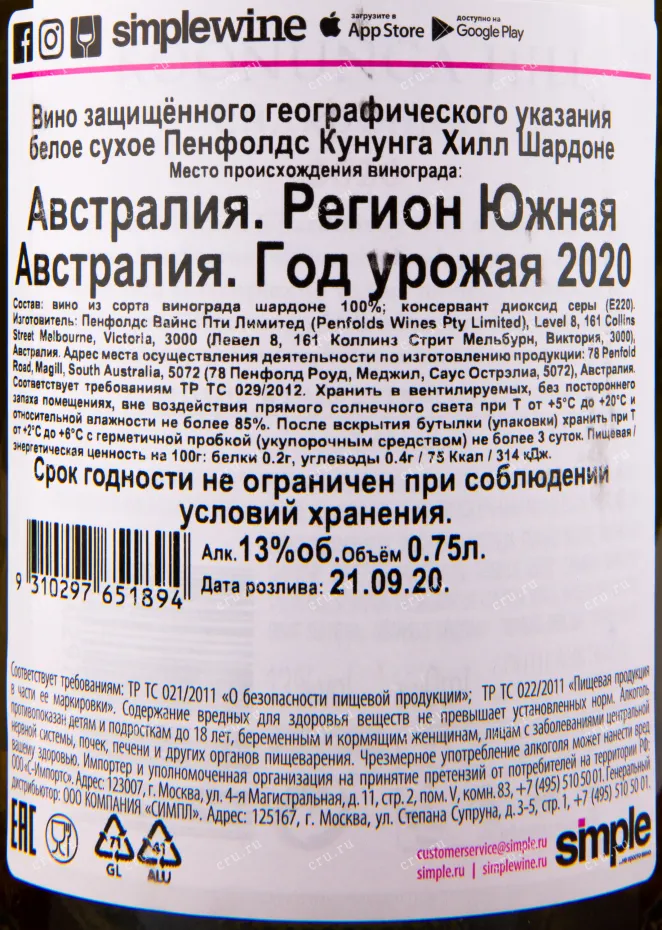 simplewine загрузите в App Store доступно на Google Play
Вино защищённого географического указания
белое сухое Пенфолдс Кунунга Хилл Шардоне
Место происхождения винограда:
Австралия. Регион Южная
Австралия. Год урожая 2020
Состав: вино из сорта винограда шардоне 100%; консервант диоксид серы (E220).
Изготовитель: Пенфолдс Вайнс Пти Лимитед (Penfolds Wines Pty Limited), Level 8, 161 Collins
Street Melbourne, Victoria, 3000 (Левел 8, 161 Коллинз Стрит Мельбурн, Виктория, 3000),
Австралия. Адрес места осуществления деятельности по изготовлению продукции: 78 Penfold
Road, Magill, South Australia, 5072 (78 Пенфолд Роуд, Меджил, Саус Острэлиа, 5072), Австралия.
Соответствует требованиям ТР ТС 029/2012. Хранить в вентилируемых, без постороннего
запаха помещениях, вне воздействия прямого солнечного света при Т от +5°С до +20°С и
относительной влажности не более 85%. После вскрытия бутылки (упаковки) хранить при Т
от +2°С до +6°С с герметичной пробкой (укупорочным средством) не более 3 суток. Пищевая /
энергетическая ценность на 100г: белки 0.2г, углеводы 0.4г / 75 Ккал / 314 кДж.
Срок годности не ограничен при соблюдении
условий хранения.
Алк. 13%об. Объём 0.75л.
Дата розлива: 21.09.20.
9 310297 651894
Соответствует требованиям: ТР ТС 021/2011 «О безопасности пищевой продукции»; ТР ТС 022/2011 «Пищевая продукция
в части ее маркировки». Содержание вредных для здоровья веществ не превышает установленных норм. Алкоголь
противопоказан детям и подросткам до 18 лет, беременным и кормящим женщинам, лицам с заболеваниями центральной
нервной системы, почек, печени и других органов пищеварения. Чрезмерное употребление алкоголя может нанести вред
вашему здоровью. Импортер и уполномоченная организация на принятие претензий от потребителей на территории РФ:
ООО «С-Импортс». Адрес: 123007, г. Москва, ул. 4-я Магистральная, д.11, стр. 2, пом. V, комн. 83, +7 (495) 510 50 01. Генеральный
дистрибьютор: ООО КОМПАНИЯ «СИМПЛ». Адрес: 125167, г. Москва, ул. Степана Супруна, д. 3-5, стр. 1, +7 (495) 510 50 01.
EAC
71
GL
41
ALU
customerservice@simple.ru
simple.ru | simplewine.ru
simple
...не просто вино
cru.ru